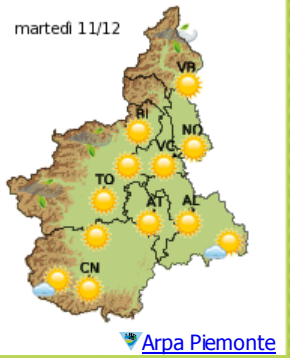 martedì 11/12
VB
BI
NO
VC
TO
AT
AL
CN
Arpa Piemonte